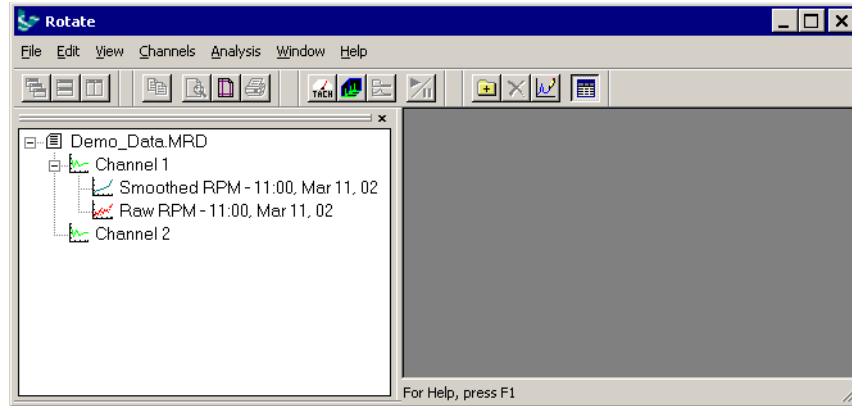 Rotate
File Edit View Channels Analysis Window Help
TACH
Demo_Data.MRD
Channel 1
Smoothed RPM - 11:00, Mar 11, 02
Raw RPM - 11:00, Mar 11, 02
Channel 2
For Help, press F1